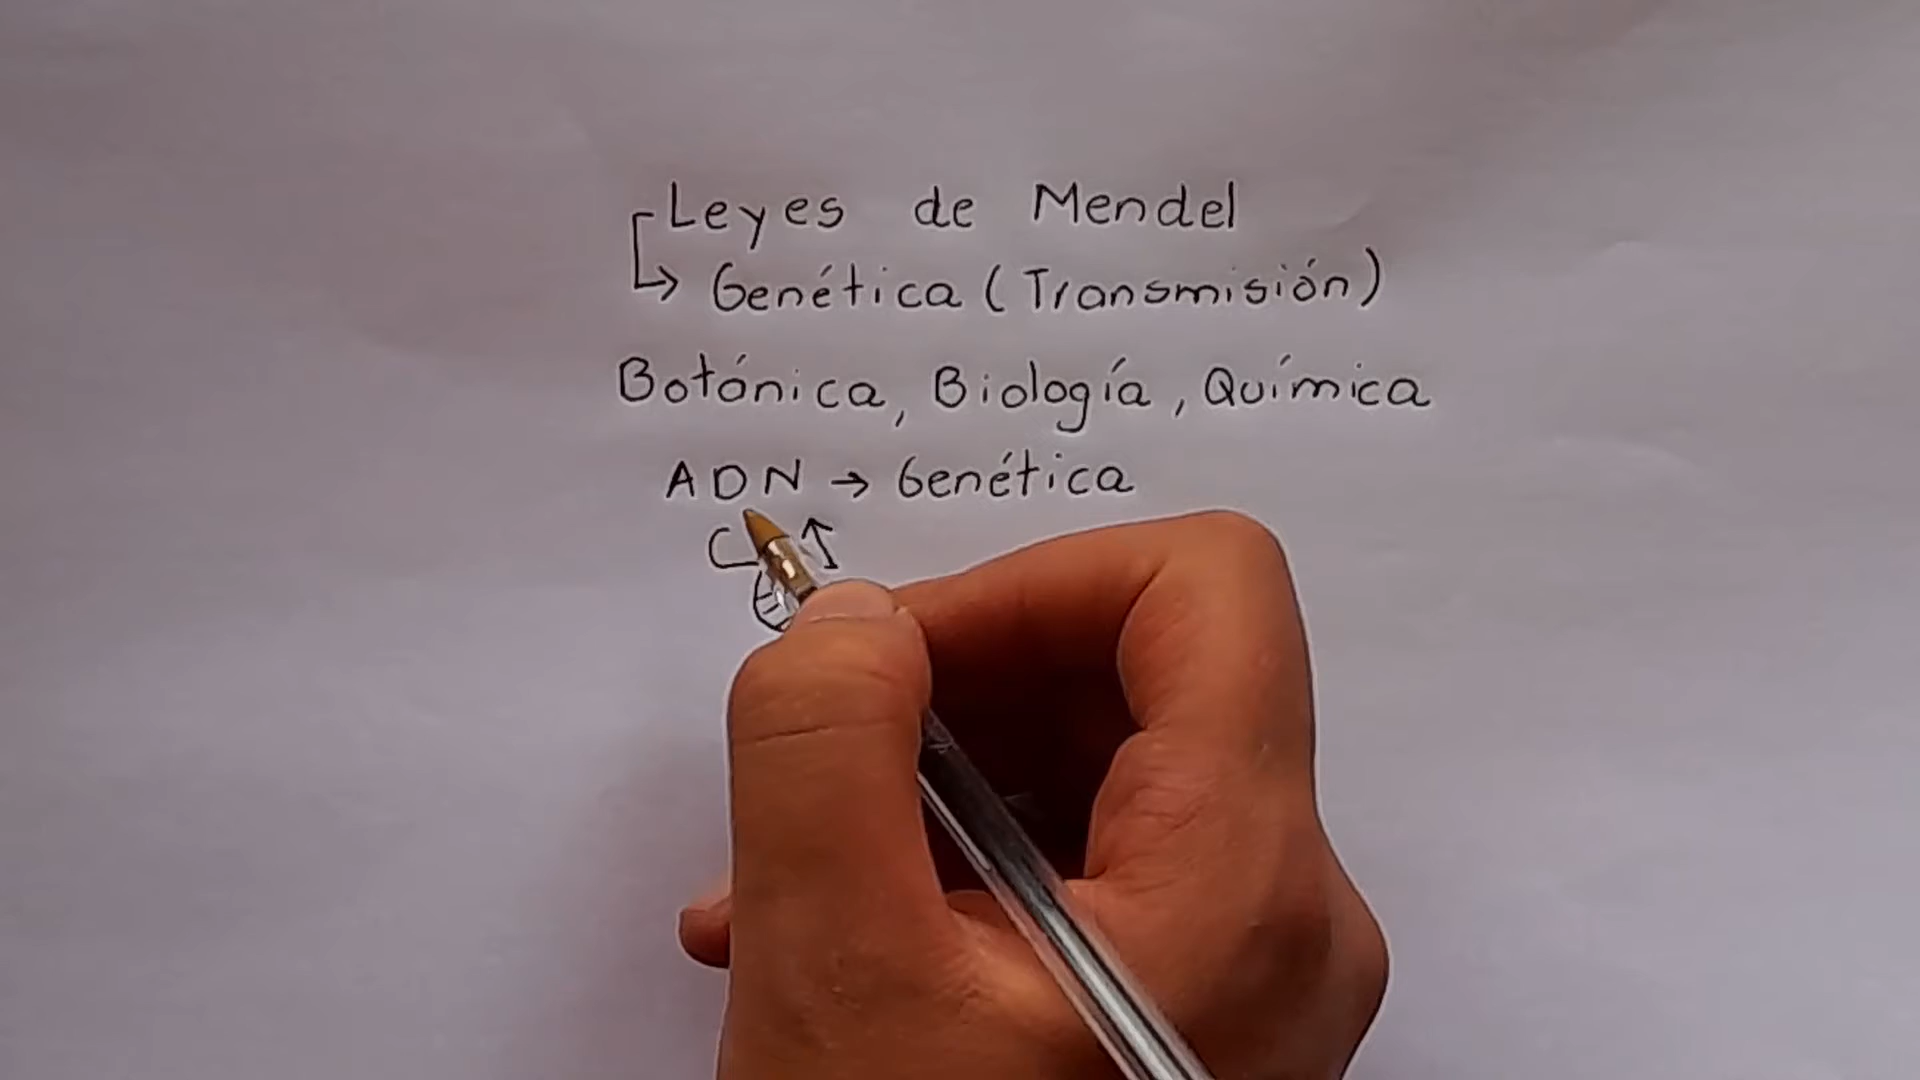 Leyes de Mendel
→ Genética (Transmisión)
Botánica, Biología, Química
ADN → Genética